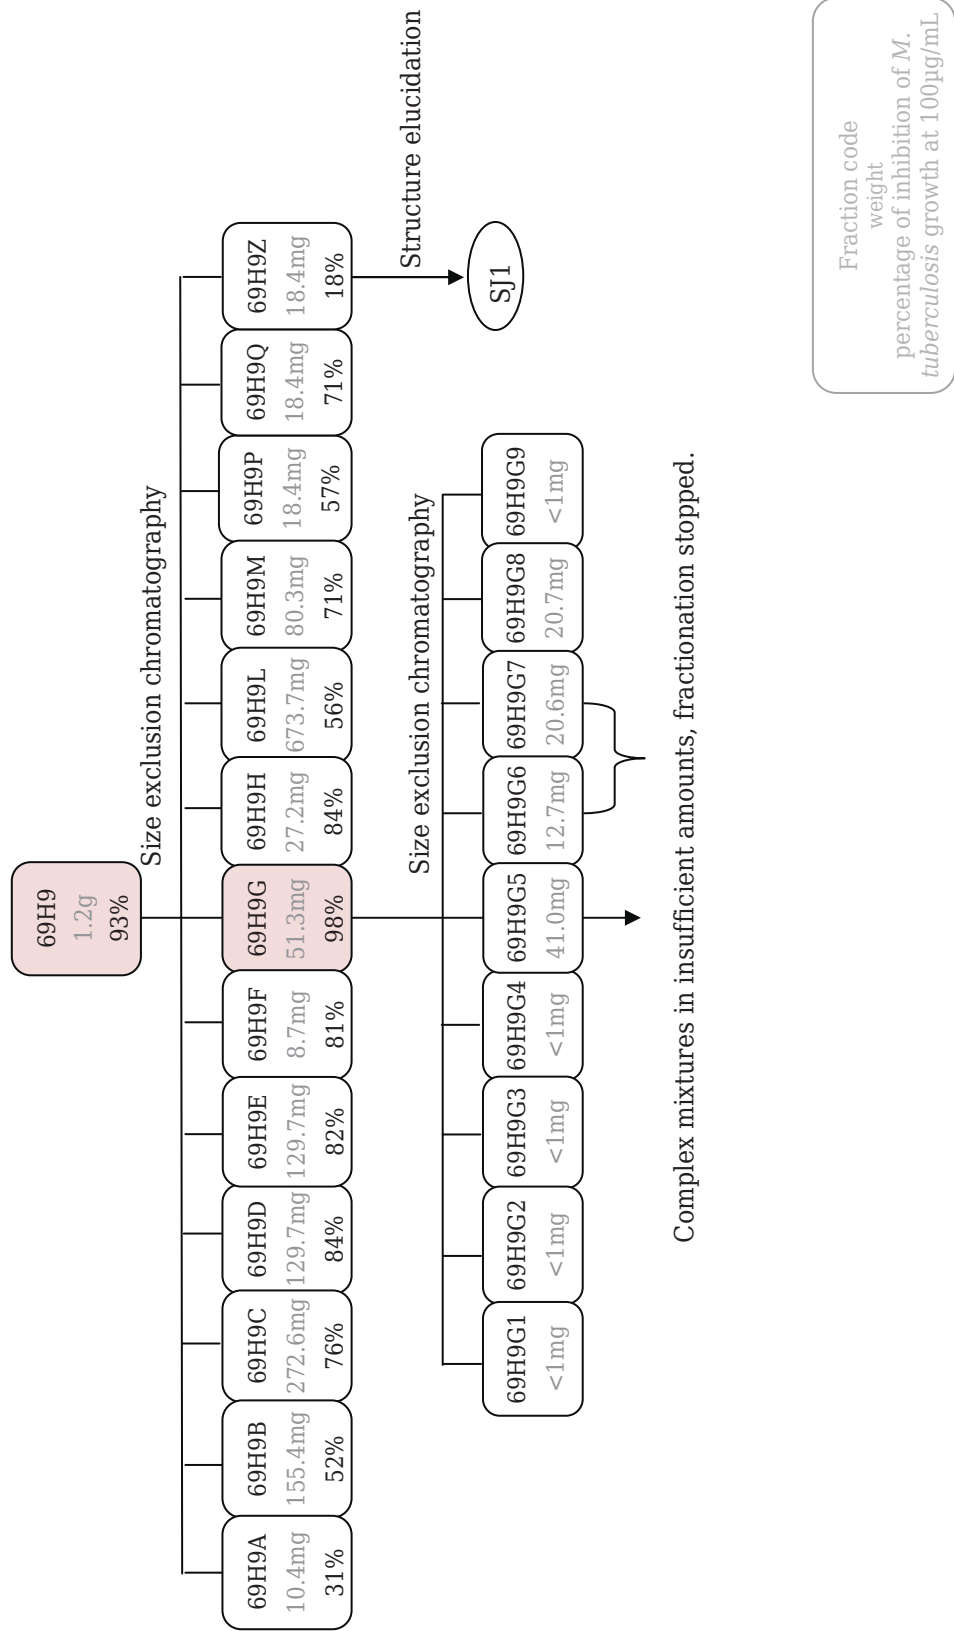 69H9
1.2g
93%
Size exclusion chromatography
69H9A
10.4mg
31%
69H9B
155.4mg
52%
69H9C
272.6mg
76%
69H9D
129.7mg
84%
69H9E
129.7mg
82%
69H9F
8.7mg
81%
69H9G
51.3mg
98%
69H9H
27.2mg
84%
69H9L
673.7mg
56%
69H9M
80.3mg
71%
69H9P
18.4mg
57%
69H9Q
18.4mg
71%
69H9Z
18.4mg
18%
Size exclusion chromatography
Structure elucidation
69H9G1
<1mg
69H9G2
<1mg
69H9G3
<1mg
69H9G4
<1mg
69H9G5
41.0mg
69H9G6
12.7mg
69H9G7
20.6mg
69H9G8
20.7mg
69H9G9
<1mg
SJ1
Complex mixtures in insufficient amounts, fractionation stopped.
Fraction code
weight
percentage of inhibition of M.
tuberculosis growth at 100µg/mL